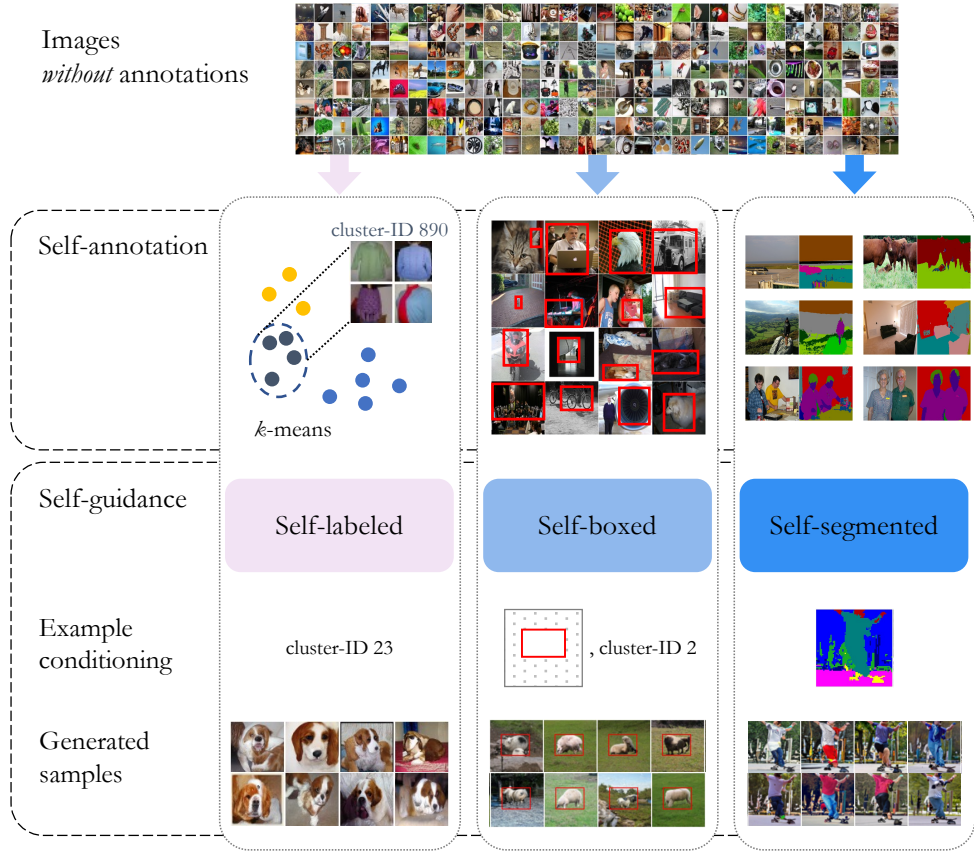 Images
without annotations
Self-annotation
cluster-ID 890
k-means
Self-guidance
Self-labeled
Self-boxed
Self-segmented
Example
conditioning
cluster-ID 23
, cluster-ID 2
Generated
samples